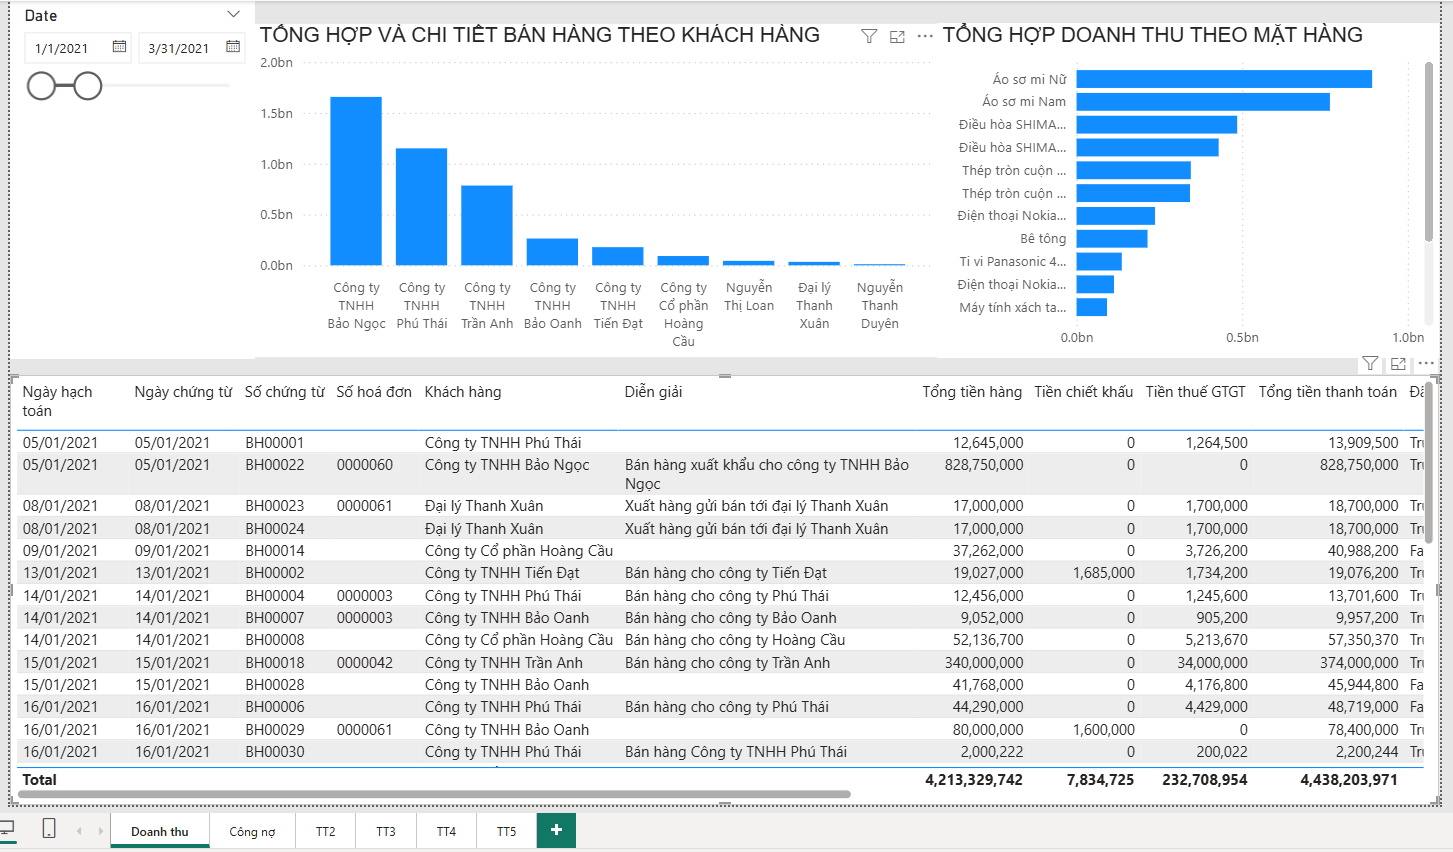 Date
1/1/2021
3/31/2021
TỔNG HỢP VÀ CHI TIẾT BÁN HÀNG THEO KHÁCH HÀNG
2.0bn
1.5bn
1.0bn
0.5bn
0.0bn
Công ty TNHH Bảo Ngọc
Công ty TNHH Phú Thái
Công ty TNHH Trần Anh
Công ty TNHH Bảo Oanh
Công ty TNHH Tiến Đạt
Công ty Cổ phần Hoàng Cầu
Nguyễn Thị Loan
Đại lý Thanh Xuân
Nguyễn Thanh Duyên
TỔNG HỢP DOANH THU THEO MẶT HÀNG
Áo sơ mi Nữ
Áo sơ mi Nam
Điều hòa SHIMA...
Điều hòa SHIMA...
Thép tròn cuộn ...
Thép tròn cuộn ...
Điện thoại Nokia...
Bê tông
Ti vi Panasonic 4...
Điện thoại Nokia...
Máy tính xách ta...
0.0bn 0.5bn 1.0bn
Ngày hạch toán Ngày chứng từ Số chứng từ Số hoá đơn Khách hàng Diễn giải Tổng tiền hàng Tiền chiết khấu Tiền thuế GTGT Tổng tiền thanh toán Đã
05/01/2021 05/01/2021 BH00001 Công ty TNHH Phú Thái 12,645,000 0 1,264,500 13,909,500 Tru
05/01/2021 05/01/2021 BH00022 0000060 Công ty TNHH Bảo Ngọc Bán hàng xuất khẩu cho công ty TNHH Bảo Ngọc 828,750,000 0 0 828,750,000 Tru
08/01/2021 08/01/2021 BH00023 0000061 Đại lý Thanh Xuân Xuất hàng gửi bán tới đại lý Thanh Xuân 17,000,000 0 1,700,000 18,700,000 Tru
08/01/2021 08/01/2021 BH00024 Đại lý Thanh Xuân Xuất hàng gửi bán tới đại lý Thanh Xuân 17,000,000 0 1,700,000 18,700,000 Tru
09/01/2021 09/01/2021 BH00014 Công ty Cổ phần Hoàng Cầu 37,262,000 0 3,726,200 40,988,200 Fa
13/01/2021 13/01/2021 BH00002 Công ty TNHH Tiến Đạt Bán hàng cho công ty Tiến Đạt 19,027,000 1,685,000 1,734,200 19,076,200 Tru
14/01/2021 14/01/2021 BH00004 0000003 Công ty TNHH Phú Thái Bán hàng cho công ty Phú Thái 12,456,000 0 1,245,600 13,701,600 Tru
14/01/2021 14/01/2021 BH00007 0000003 Công ty TNHH Bảo Oanh Bán hàng cho công ty Bảo Oanh 9,052,000 0 905,200 9,957,200 Tru
14/01/2021 14/01/2021 BH00008 Công ty Cổ phần Hoàng Cầu Bán hàng cho công ty Hoàng Cầu 52,136,700 0 5,213,670 57,350,370 Tru
15/01/2021 15/01/2021 BH00018 0000042 Công ty TNHH Trần Anh Bán hàng cho công ty Trần Anh 340,000,000 0 34,000,000 374,000,000 Tru
15/01/2021 15/01/2021 BH00028 Công ty TNHH Bảo Oanh 41,768,000 0 4,176,800 45,944,800 Fa
16/01/2021 16/01/2021 BH00006 Công ty TNHH Phú Thái Bán hàng cho công ty Phú Thái 44,290,000 0 4,429,000 48,719,000 Fa
16/01/2021 16/01/2021 BH00029 0000061 Công ty TNHH Bảo Oanh 80,000,000 1,600,000 0 78,400,000 Tru
16/01/2021 16/01/2021 BH00030 Công ty TNHH Phú Thái Bán hàng Công ty TNHH Phú Thái 2,000,222 0 200,022 2,200,244 Tru
Total 4,213,329,742 7,834,725 232,708,954 4,438,203,971
Doanh thu Công nợ TT2 TT3 TT4 TT5 +